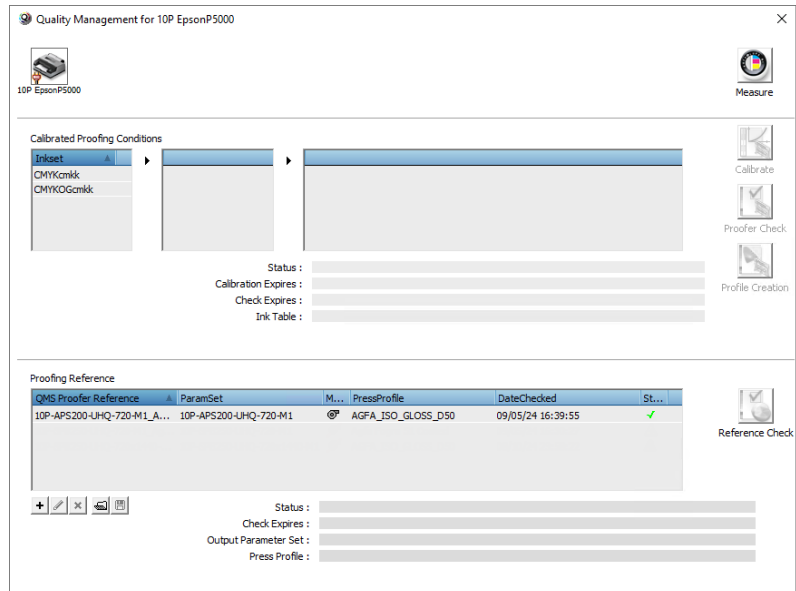 Quality Management for 10P EpsonP5000
10P EpsonP5000
Measure
Calibrated Proofing Conditions
Inkset
CMYKcmkk
CMYKOGcmkk
Calibrate
Proofer Check
Profile Creation
Status :
Calibration Expires :
Check Expires :
Ink Table :
Proofing Reference
QMS Proofer Reference ParamSet M... PressProfile DateChecked St...
10P-APS200-UHQ-720-M1_A... 10P-APS200-UHQ-720-M1 AGFA_ISO_GLOSS_D50 09/05/24 16:39:55
Reference Check
Status :
Check Expires :
Output Parameter Set :
Press Profile :